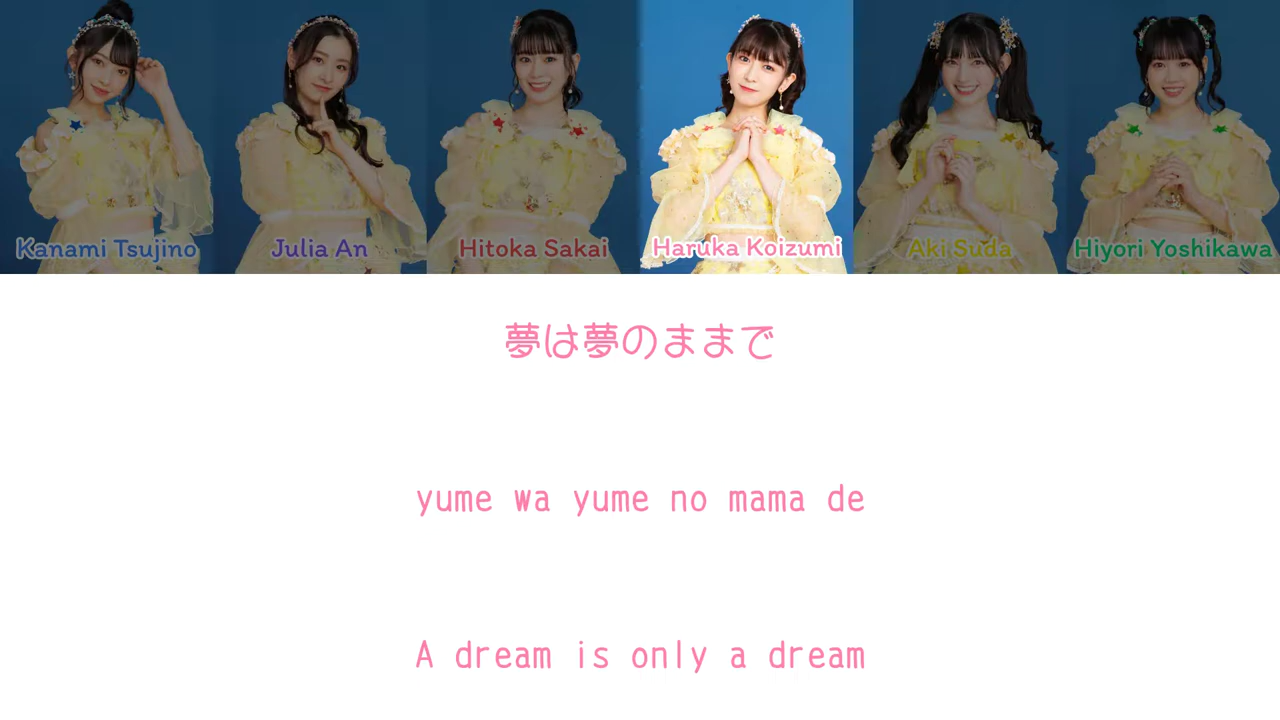 Kanami Tsujino
Julia An
Hitoka Sakai
Haruka Koizumi
Aki Suda
Hiyori Yoshikawa
夢は夢のままで
yume wa yume no mama de
A dream is only a dream